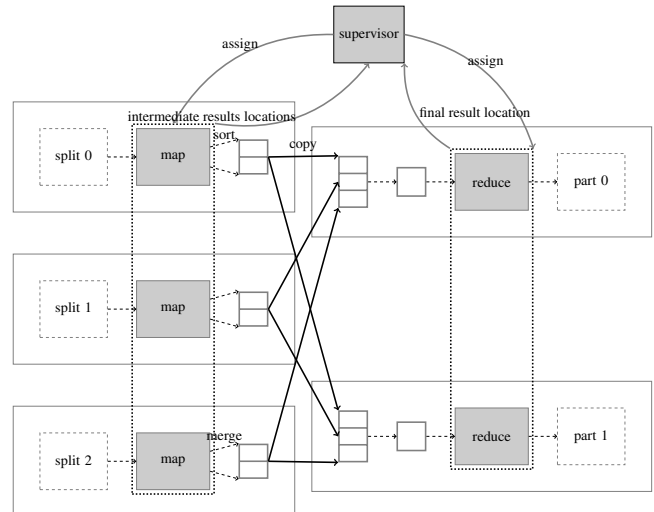 supervisor
assign
assign
intermediate results locations
final result location
sort
copy
split 0
map
reduce
part 0
split 1
map
merge
split 2
map
reduce
part 1